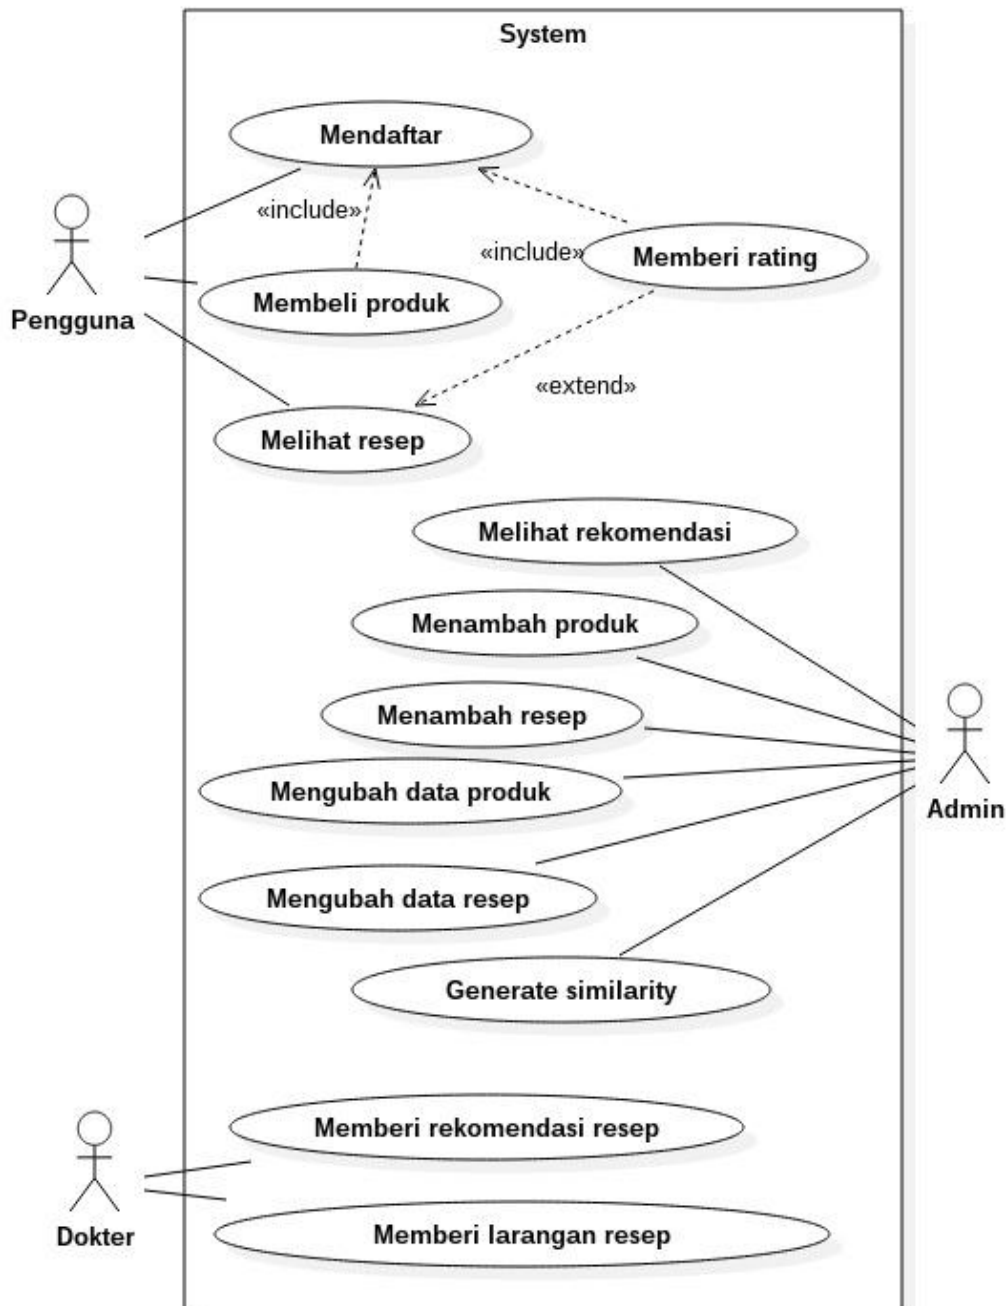 System
Mendaftar
«include»
Pengguna
«include»
Memberi rating
Membeli produk
«extend»
Melihat resep
Melihat rekomendasi
Menambah produk
Menambah resep
Mengubah data produk
Admin
Mengubah data resep
Generate similarity
Memberi rekomendasi resep
Dokter
Memberi larangan resep